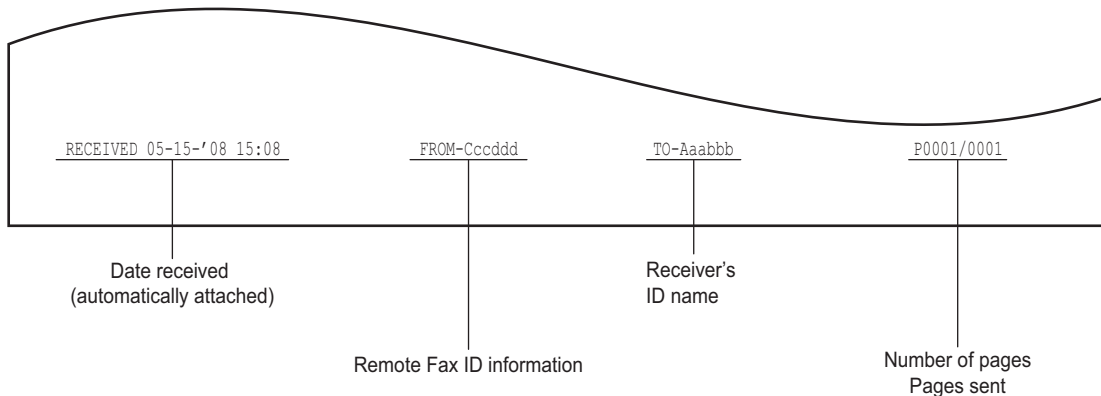 RECEIVED 05-15-'08 15:08 FROM-Cccddd TO-Aaabbb P0001/0001
Date received
(automatically attached)
Receiver's
ID name
Remote Fax ID information
Number of pages
Pages sent